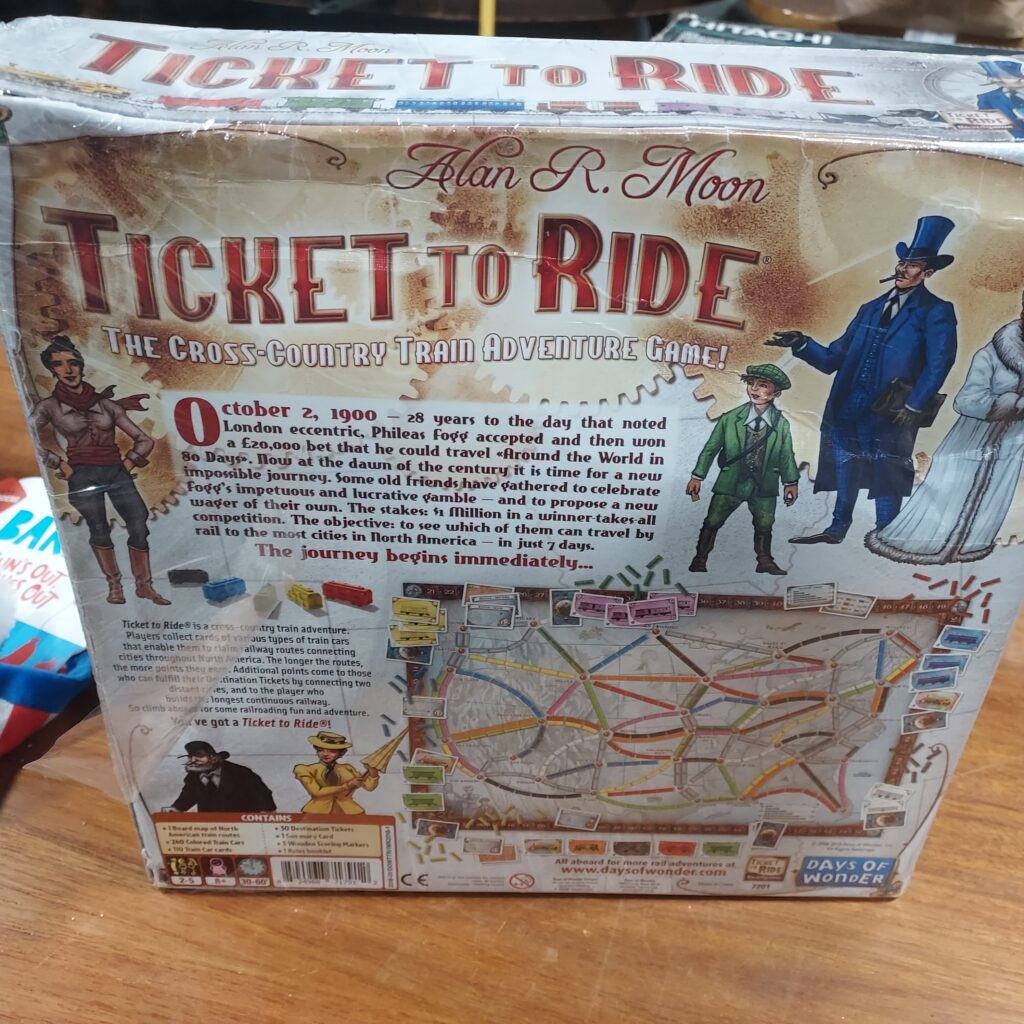 HITACHI
Alan R. Moon
TICKET TO RIDE
Alan R. Moon
TICKET TO RIDE®
THE CROSS-COUNTRY TRAIN ADVENTURE GAME!
October 2, 1900 – 28 years to the day that noted
London eccentric, Phileas Fogg accepted and then won
a £20,000 bet that he could travel «Around the World in
80 Days». Now at the dawn of the century it is time for a new
impossible journey. Some old friends have gathered to celebrate
Fogg's impetuous and lucrative gamble – and to propose a new
wager of their own. The stakes: $1 Million in a winner-takes-all
competition. The objective: to see which of them can travel by
rail to the most cities in North America – in just 7 days.
The journey begins immediately...
Ticket to Ride® is a cross-country train adventure.
Players collect cards of various types of train cars
that enable them to claim railway routes connecting
cities throughout North America. The longer the routes,
the more points they earn. Additional points come to those
who can fulfill their Destination Tickets by connecting two
distant cities, and to the player who
builds the longest continuous railway.
So climb aboard for some railroading fun and adventure.
You've got a Ticket to Ride®!
BAN
OUT
OUT
CONTAINS
• 1 Board map of North
American train routes
• 240 Colored Train Cars
• 110 Train Car cards
• 30 Destination Tickets
• 1 Summary Card
• 5 Wooden Scoring Markers
• 1 Rules booklet
2-5
8+
30-60'
CE
All aboard for more rail adventures at
www.daysofwonder.com
TICKET TO RIDE
7201
DAYS OF
WONDER